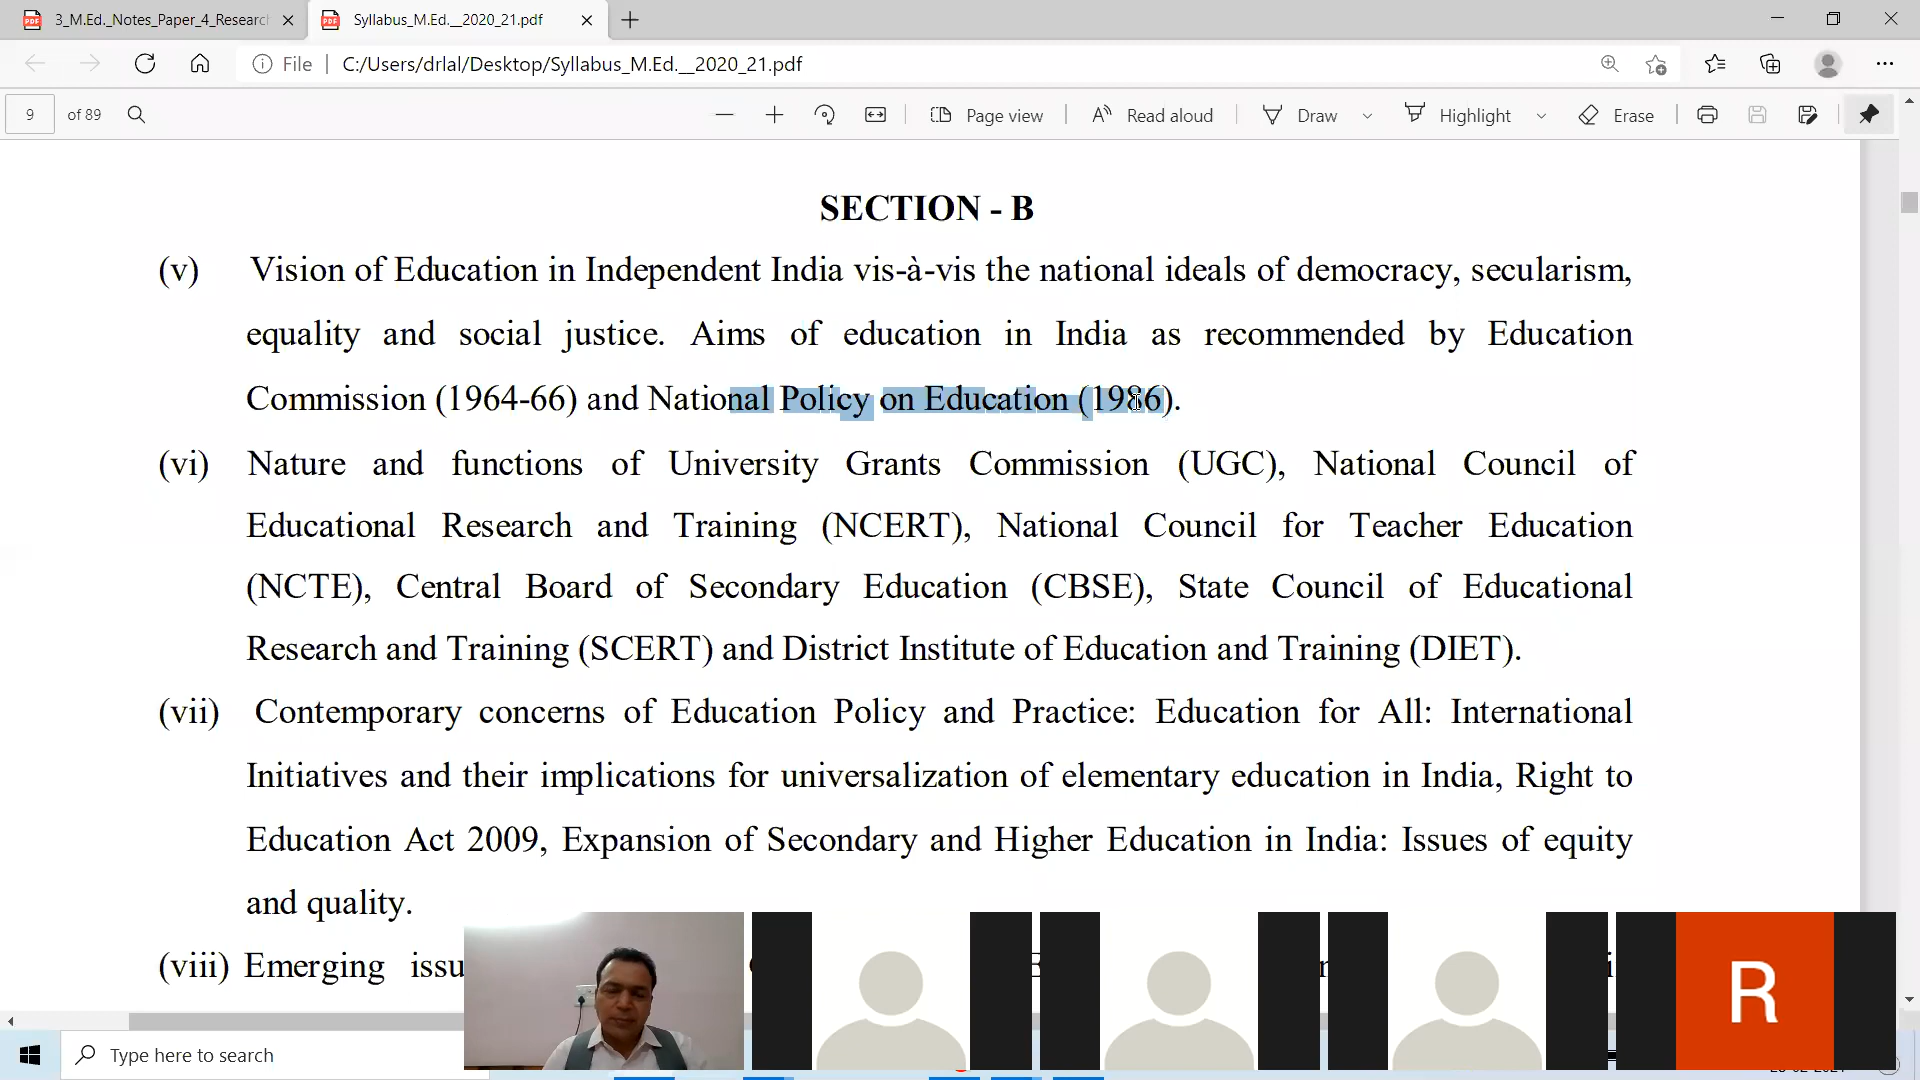 3_M.Ed._Notes_Paper_4_Research
Syllabus_M.Ed.__2020_21.pdf
File
C:/Users/drlal/Desktop/Syllabus_M.Ed.__2020_21.pdf
9 of 89
Page view
Read aloud
Draw
Highlight
Erase
SECTION - B
(v) Vision of Education in Independent India vis-à-vis the national ideals of democracy, secularism,
equality and social justice. Aims of education in India as recommended by Education
Commission (1964-66) and National Policy on Education (1986).
(vi) Nature and functions of University Grants Commission (UGC), National Council of
Educational Research and Training (NCERT), National Council for Teacher Education
(NCTE), Central Board of Secondary Education (CBSE), State Council of Educational
Research and Training (SCERT) and District Institute of Education and Training (DIET).
(vii) Contemporary concerns of Education Policy and Practice: Education for All: International
Initiatives and their implications for universalization of elementary education in India, Right to
Education Act 2009, Expansion of Secondary and Higher Education in India: Issues of equity
and quality.
(viii) Emerging
R
Type here to search